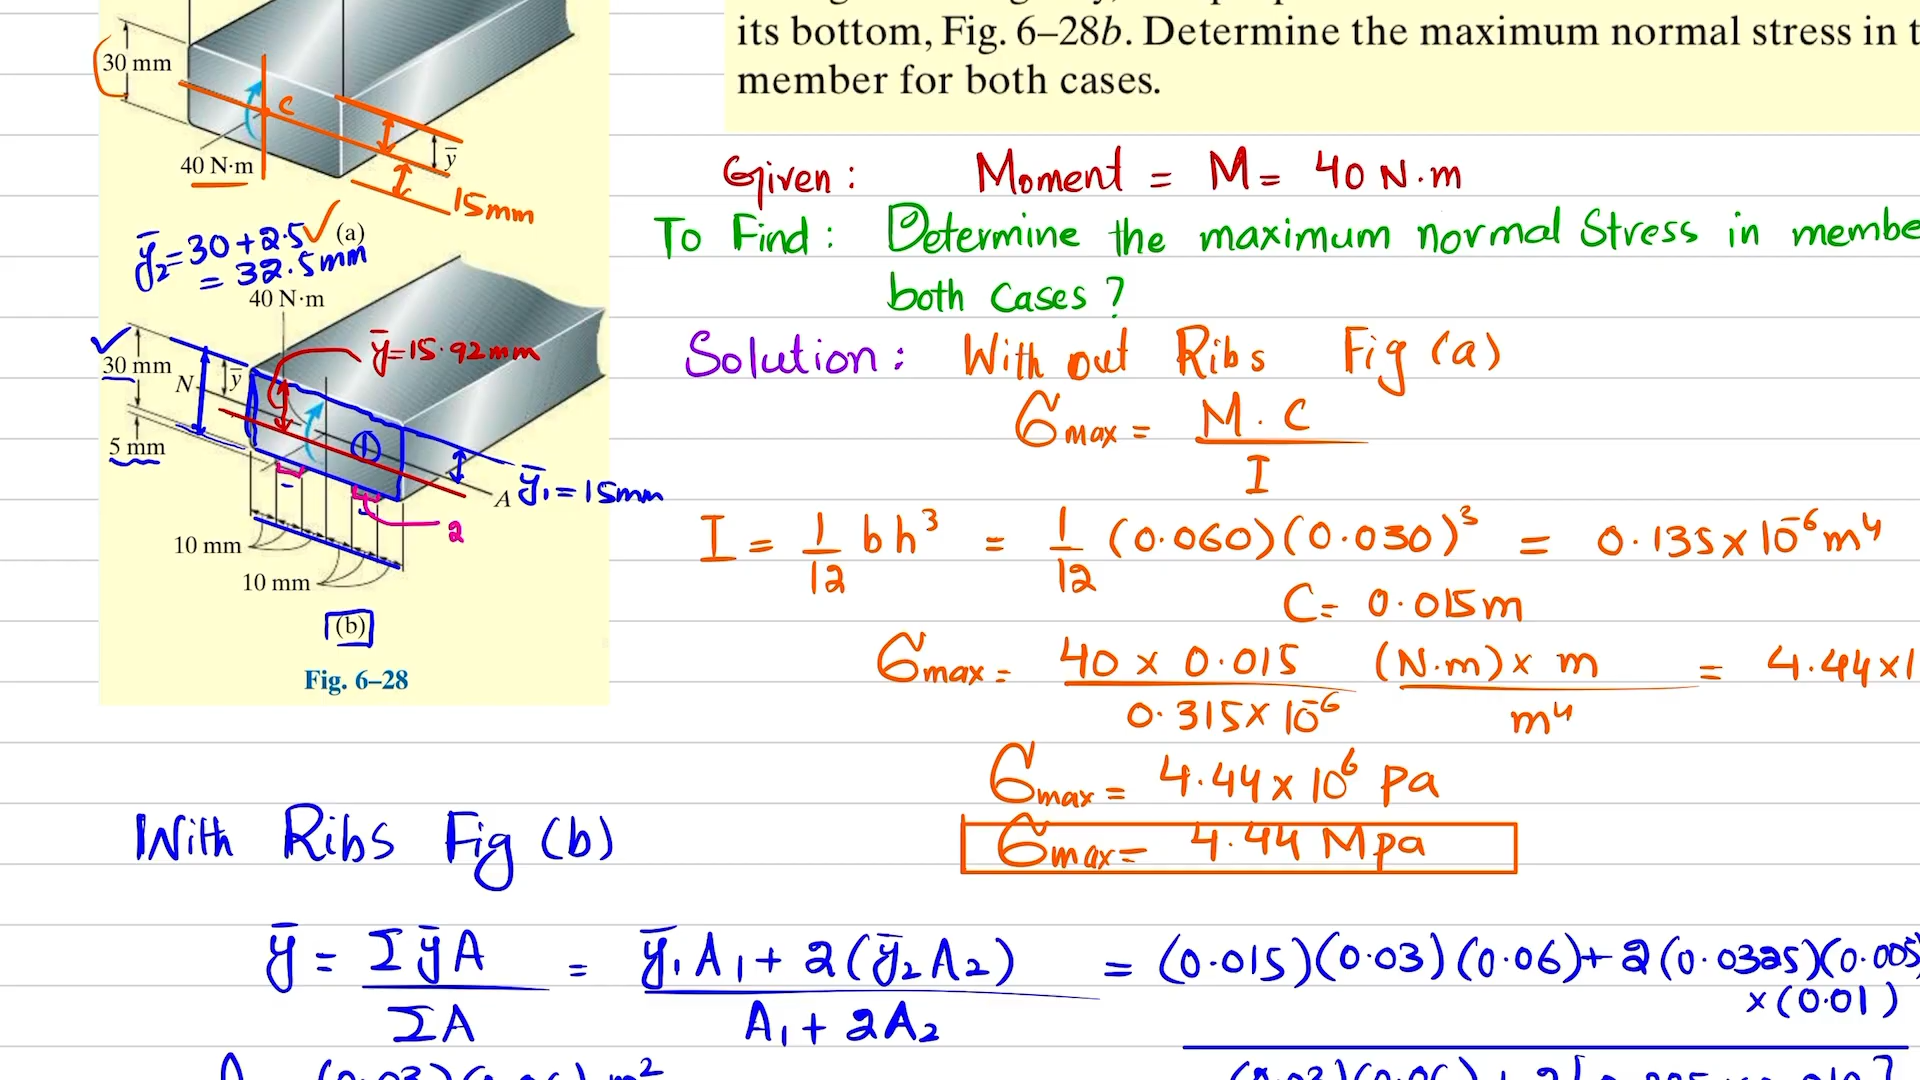 its bottom, Fig. 6–28b. Determine the maximum normal stress in t
member for both cases.
30 mm
C
40 N·m
ȳ
15mm
(a)
ȳ₂=30+2.5
= 32.5mm
40 N·m
ȳ=15.92mm
30 mm
N
ȳ
5 mm
1
A
ȳ₁=15mm
2
10 mm
10 mm
(b)
Fig. 6–28
Given: Moment = M= 40 N.m
To Find: Determine the maximum normal Stress in membe
both Cases?
Solution: With out Ribs Fig (a)
σmax = M.C / I
I = 1/12 bh³ = 1/12 (0.060)(0.030)³ = 0.135×10⁻⁶m⁴
C= 0.015m
σmax = 40 × 0.015 / 0.315×10⁻⁶ (N.m)× m / m⁴ = 4.44×1
σmax = 4.44×10⁶ Pa
σmax= 4.44 Mpa
With Ribs Fig (b)
ȳ = ΣȳA / ΣA = ȳ₁A₁+ 2(ȳ₂A₂) / A₁+ 2A₂ = (0.015)(0.03)(0.06)+2(0.0325)(0.005)
×(0.01)